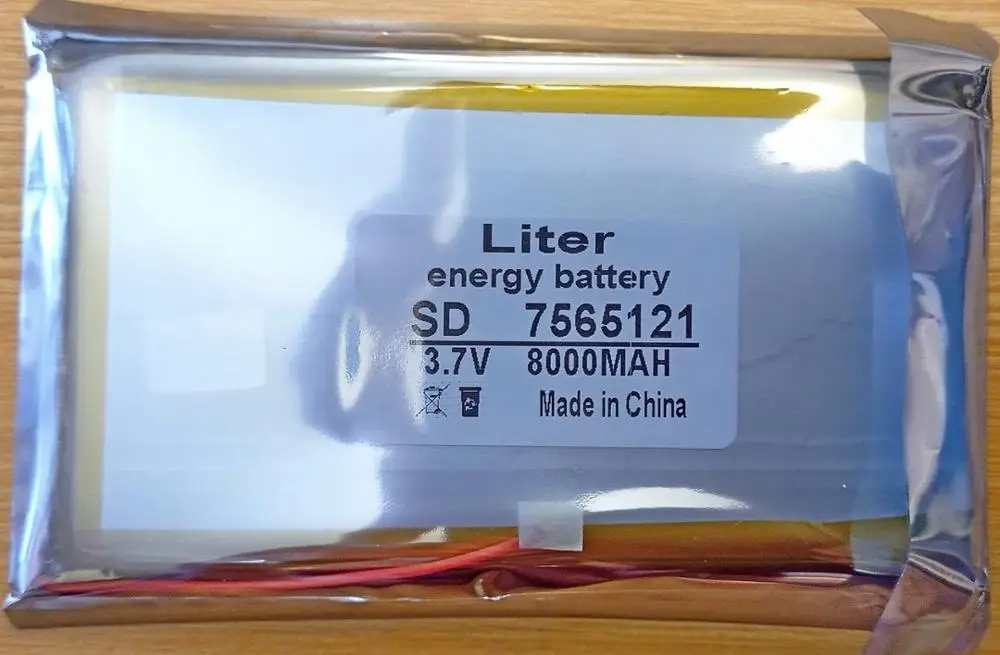 Liter
energy battery
SD 7565121
3.7V 8000MAH
Made in China